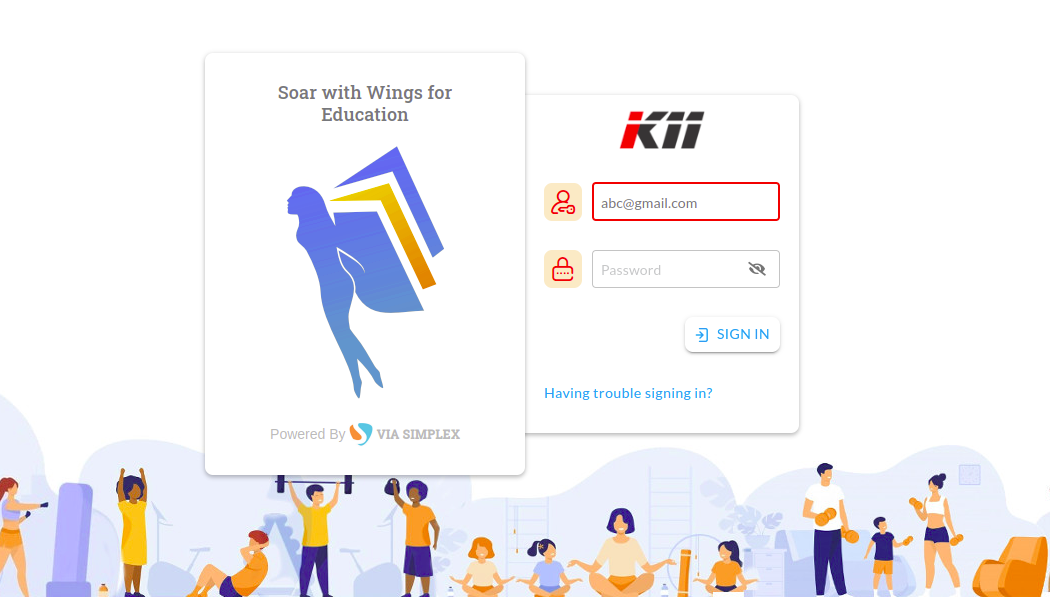 Soar with Wings for
Education
Powered By VIA SIMPLEX
KII
abc@gmail.com
Password
SIGN IN
Having trouble signing in?